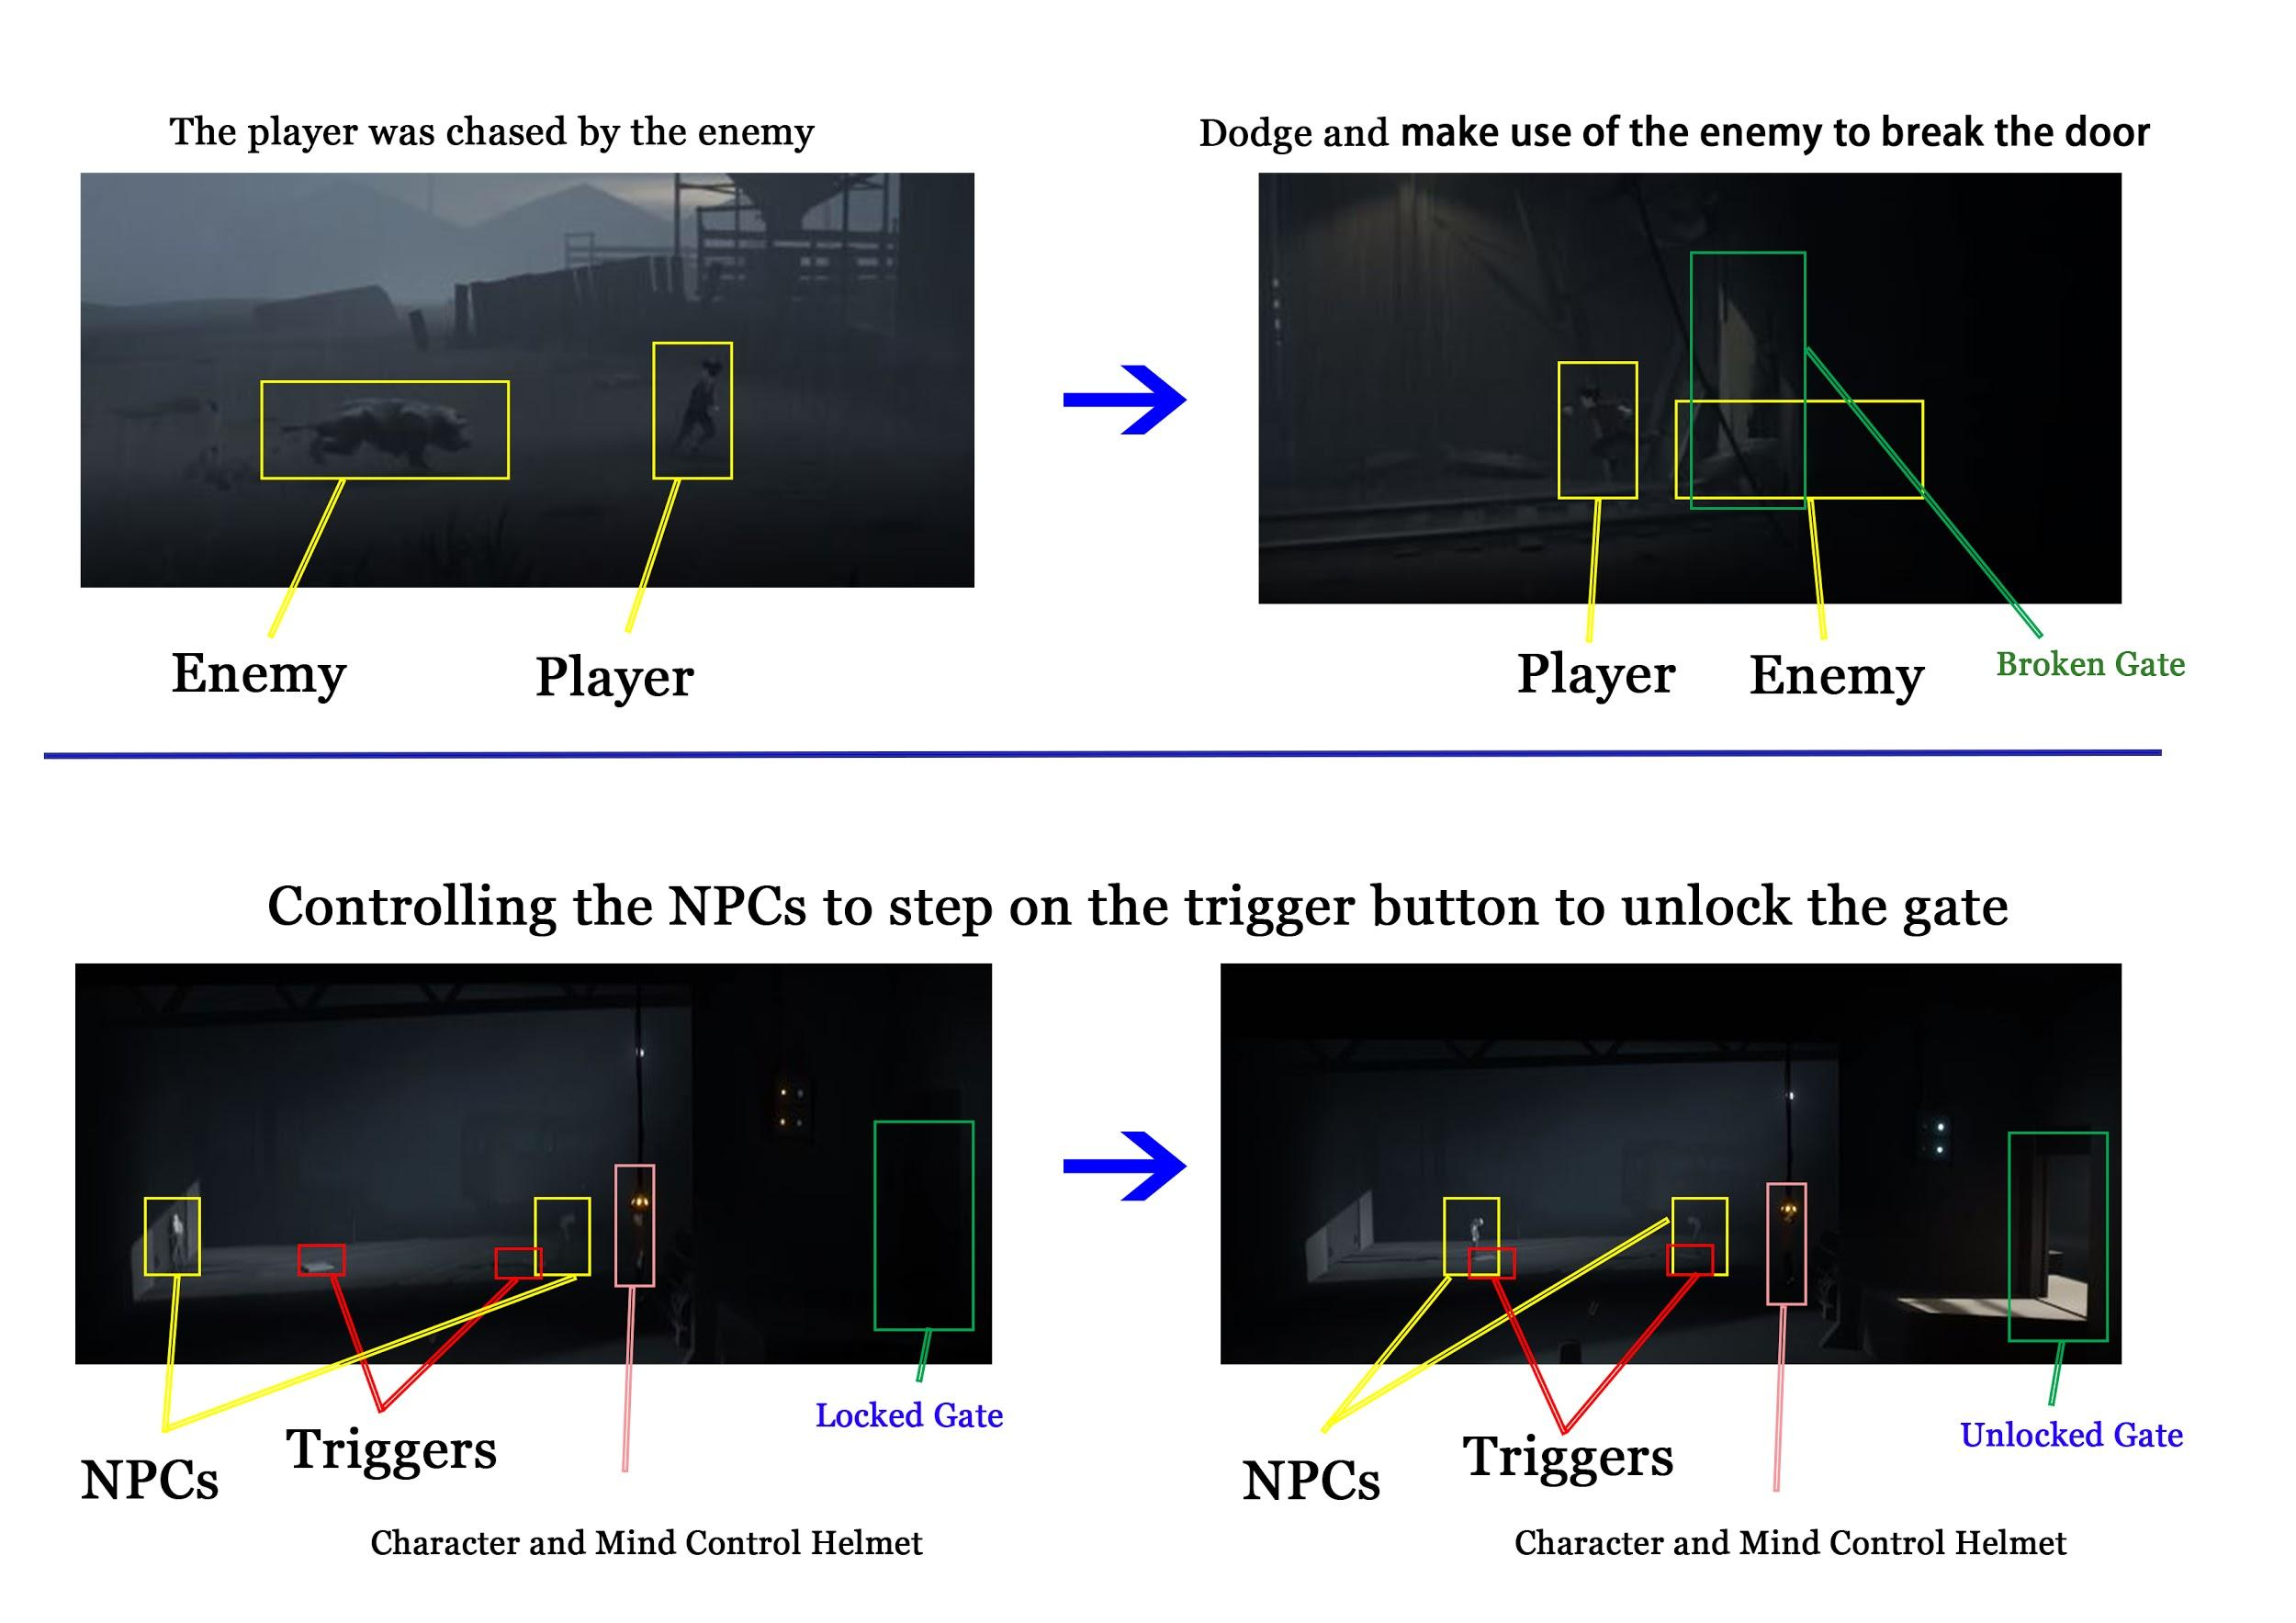 The player was chased by the enemy
Dodge and make use of the enemy to break the door
Enemy
Player
Player
Enemy
Broken Gate
Controlling the NPCs to step on the trigger button to unlock the gate
Locked Gate
Unlocked Gate
NPCs
Triggers
NPCs
Triggers
Character and Mind Control Helmet
Character and Mind Control Helmet